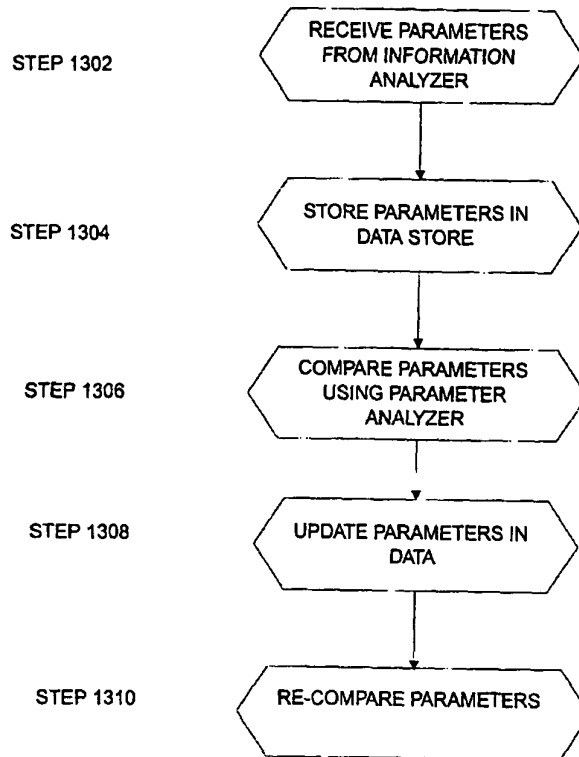 STEP 1302
RECEIVE PARAMETERS
FROM INFORMATION
ANALYZER
STEP 1304
STORE PARAMETERS IN
DATA STORE
STEP 1306
COMPARE PARAMETERS
USING PARAMETER
ANALYZER
STEP 1308
UPDATE PARAMETERS IN
DATA
STEP 1310
RE-COMPARE PARAMETERS